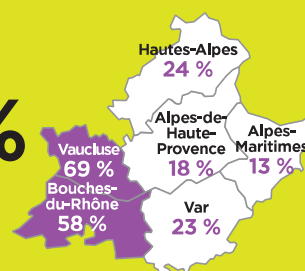 Hautes-Alpes
24 %
%
Alpes-de-
Haute-
Provence
18 %
Alpes-
Maritimes
13 %
Vaucluse
69 %
Bouches-
du-Rhône
58 %
Var
23 %